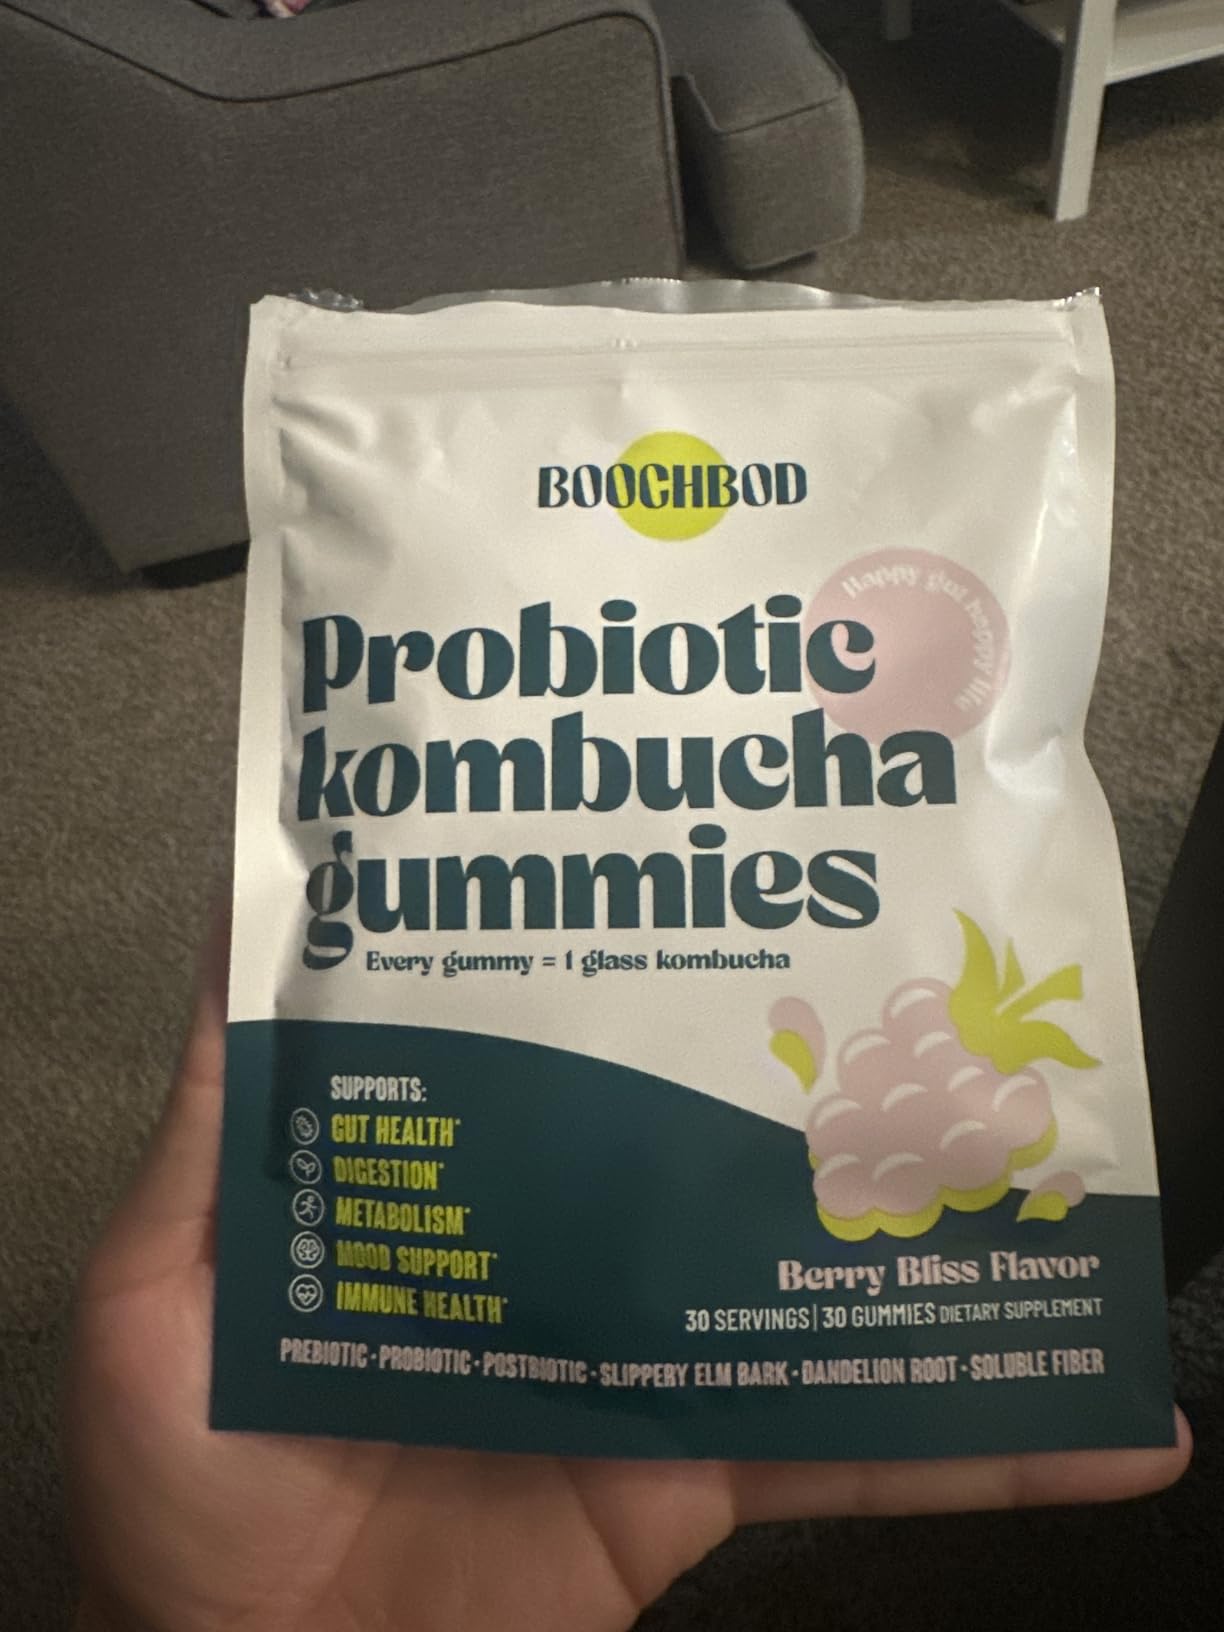 BOOCHBOD
Happy gut happy life
Probiotic
kombucha
gummies
Every gummy = 1 glass kombucha
SUPPORTS:
GUT HEALTH*
DIGESTION*
METABOLISM*
MOOD SUPPORT*
IMMUNE HEALTH*
Berry Bliss Flavor
30 SERVINGS | 30 GUMMIES DIETARY SUPPLEMENT
PREBIOTIC · PROBIOTIC · POSTBIOTIC · SLIPPERY ELM BARK · DANDELION ROOT · SOLUBLE FIBER